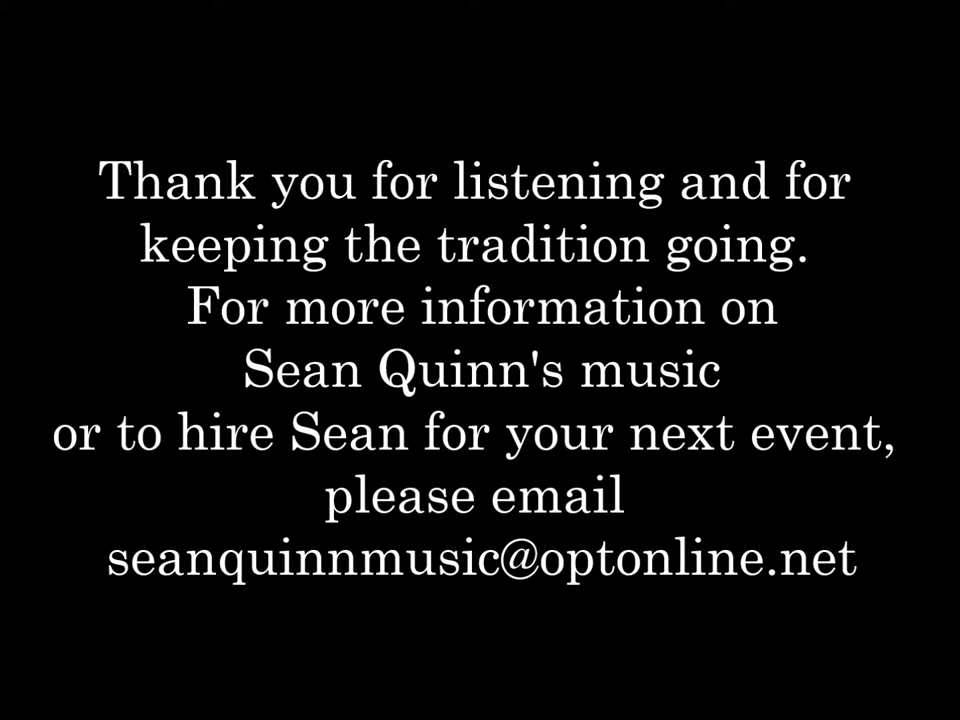 Thank you for listening and for
keeping the tradition going.
For more information on
Sean Quinn's music
or to hire Sean for your next event,
please email
seanquinnmusic@optonline.net